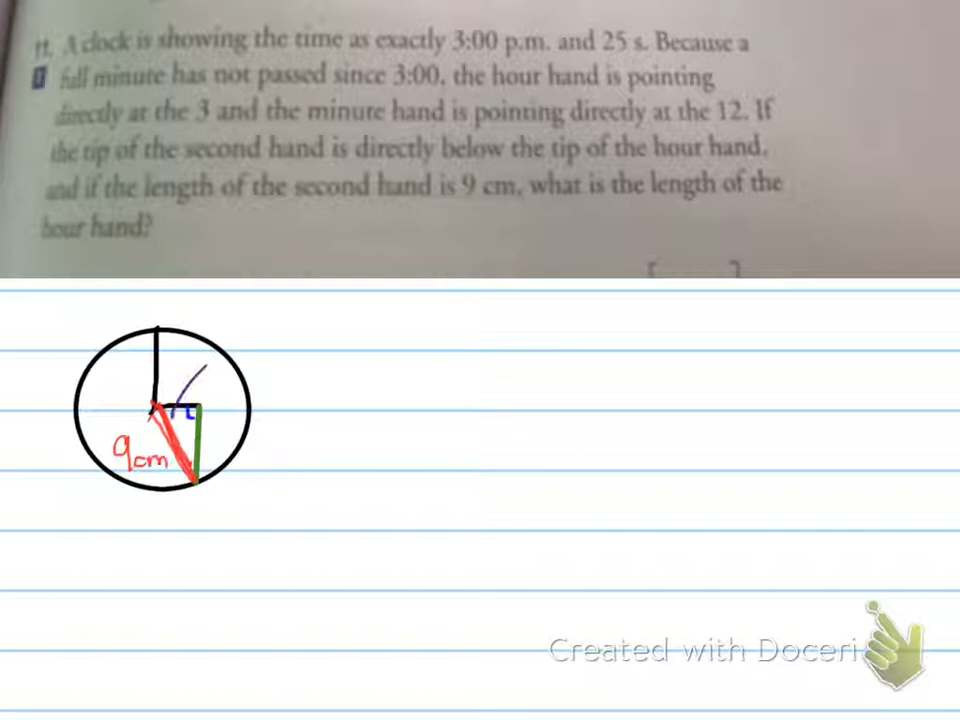 11. A clock is showing the time as exactly 3:00 p.m. and 25 s. Because a
full minute has not passed since 3:00, the hour hand is pointing
directly at the 3 and the minute hand is pointing directly at the 12. If
the tip of the second hand is directly below the tip of the hour hand,
and if the length of the second hand is 9 cm, what is the length of the
hour hand?
9cm
Created with Doceri